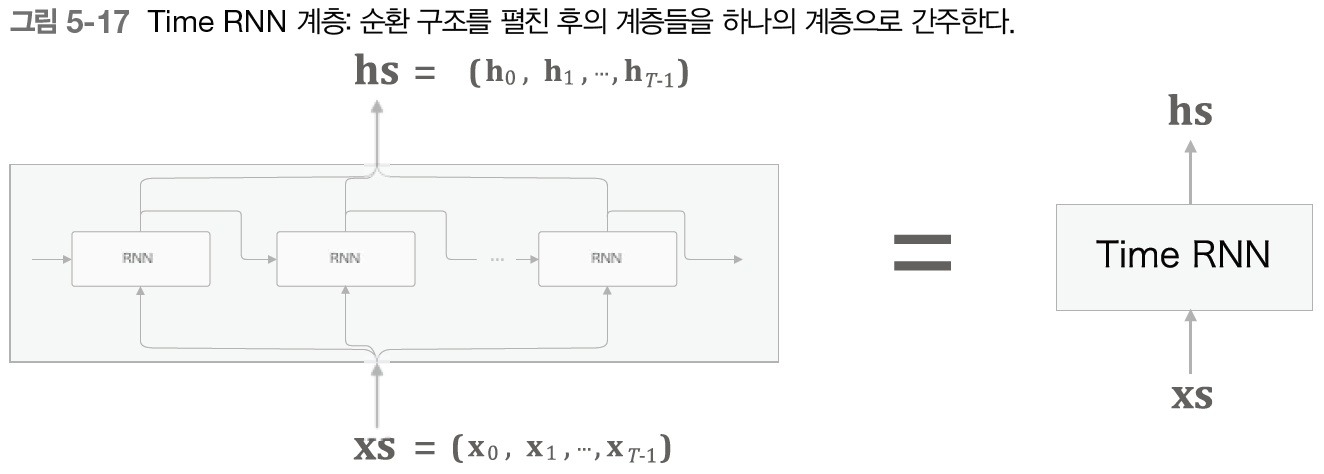 그림 5-17 Time RNN 계층: 순환 구조를 펼친 후의 계층들을 하나의 계층으로 간주한다.
hs = (h₀, h₁, ⋯, h_T-1)
RNN RNN ⋯ RNN
xs = (x₀, x₁, ⋯, x_T-1)
=
hs
Time RNN
xs